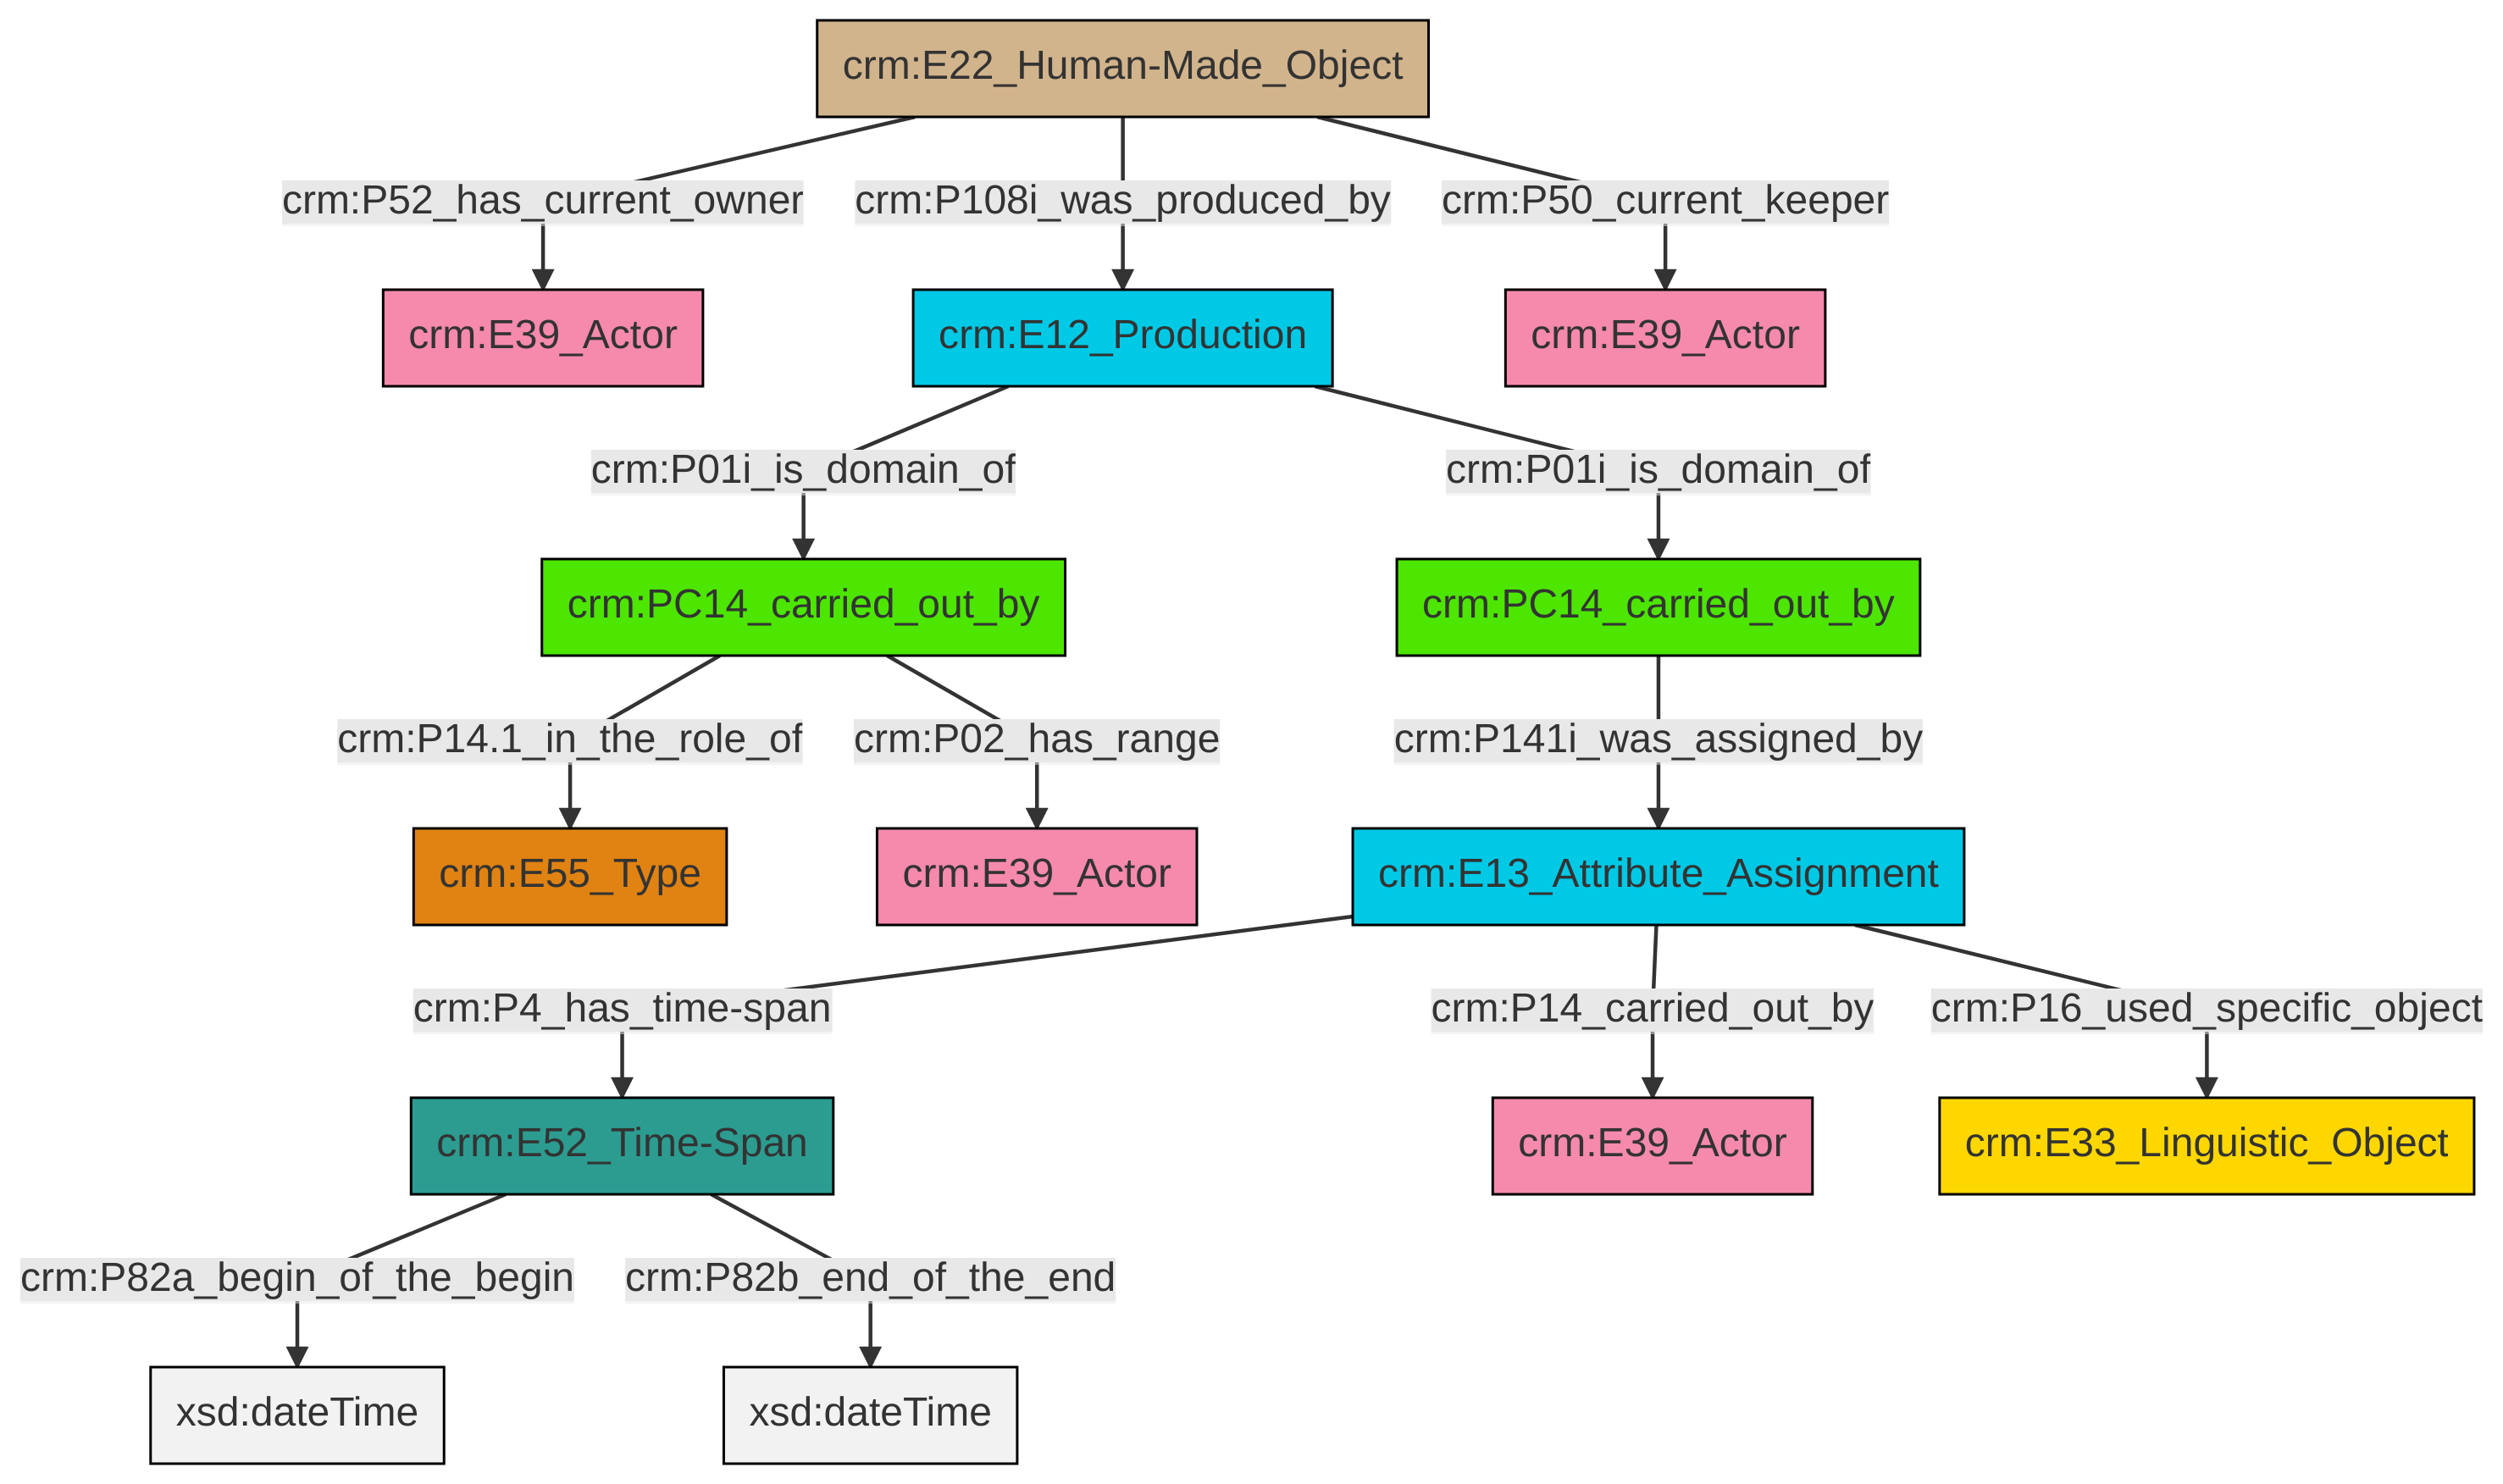 crm:E22_Human-Made_Object
crm:P52_has_current_owner
crm:P108i_was_produced_by
crm:P50_current_keeper
crm:E39_Actor
crm:E12_Production
crm:E39_Actor
crm:P01i_is_domain_of
crm:P01i_is_domain_of
crm:PC14_carried_out_by
crm:PC14_carried_out_by
crm:P14.1_in_the_role_of
crm:P02_has_range
crm:P141i_was_assigned_by
crm:E55_Type
crm:E39_Actor
crm:E13_Attribute_Assignment
crm:P4_has_time-span
crm:P14_carried_out_by
crm:P16_used_specific_object
crm:E52_Time-Span
crm:E39_Actor
crm:E33_Linguistic_Object
crm:P82a_begin_of_the_begin
crm:P82b_end_of_the_end
xsd:dateTime
xsd:dateTime